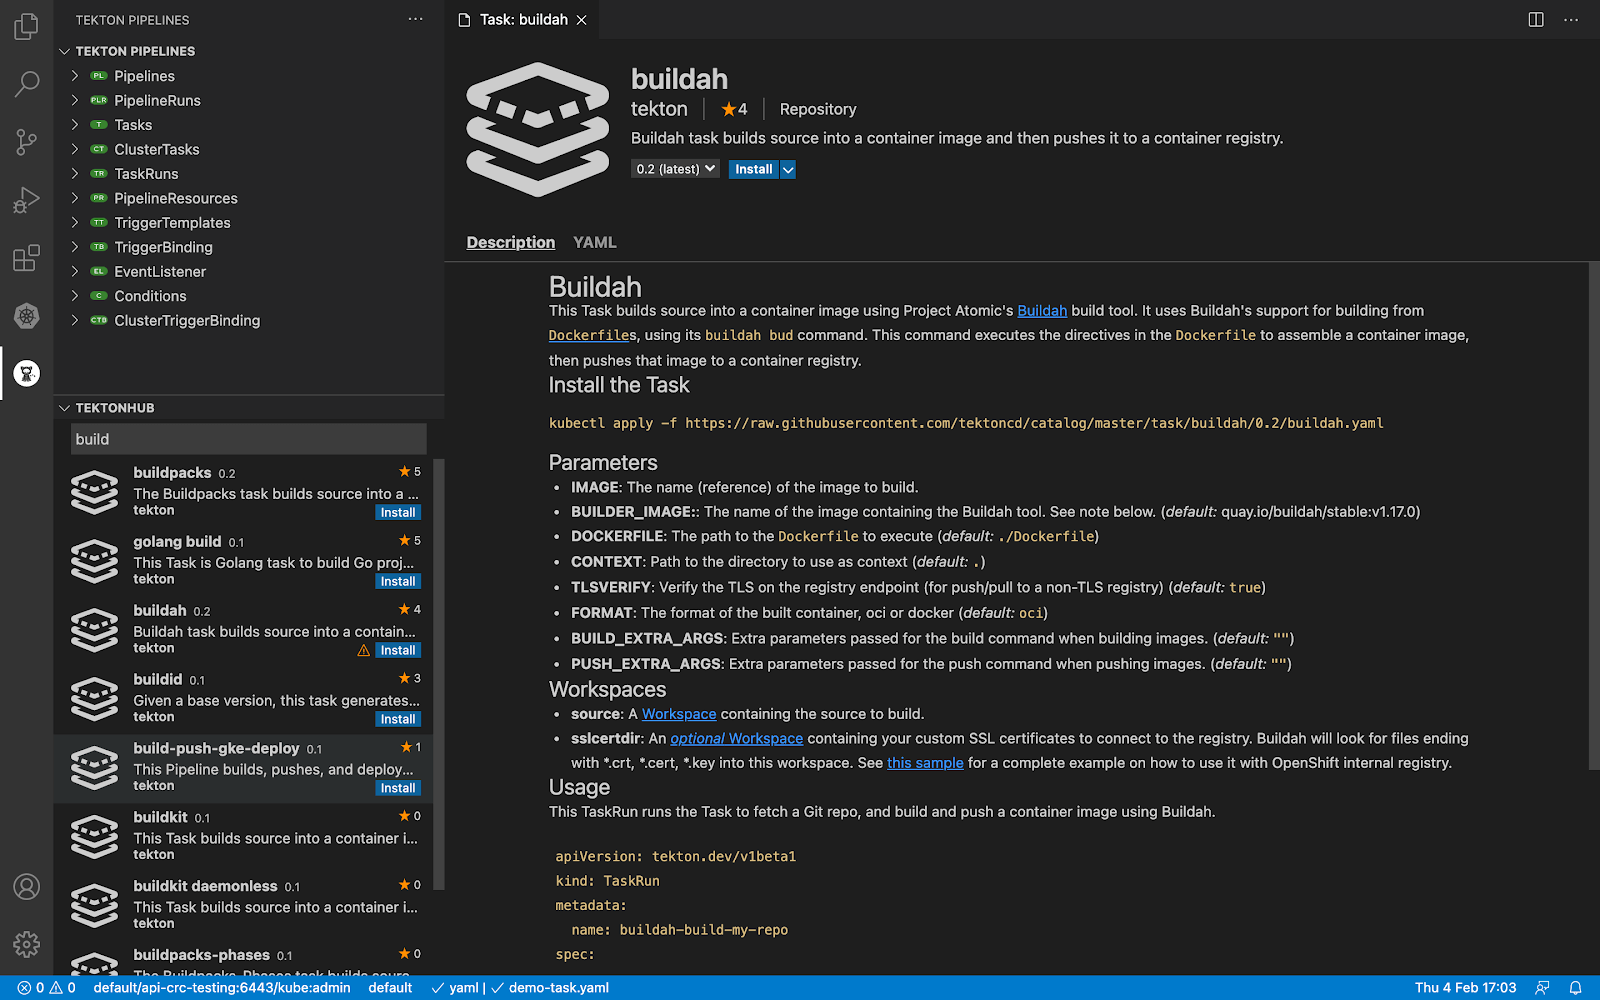 TEKTON PIPELINES
TEKTON PIPELINES
PL Pipelines
PLR PipelineRuns
T Tasks
CT ClusterTasks
TR TaskRuns
PR PipelineResources
TT TriggerTemplates
TB TriggerBinding
EL EventListener
C Conditions
CTB ClusterTriggerBinding
TEKTONHUB
build
buildpacks 0.2 ★ 5
The Buildpacks task builds source into a ...
tekton
Install
golang build 0.1 ★ 5
This Task is Golang task to build Go proj...
tekton
Install
buildah 0.2 ★ 4
Buildah task builds source into a contain...
tekton
Install
buildid 0.1 ★ 3
Given a base version, this task generates...
tekton
Install
build-push-gke-deploy 0.1 ★ 1
This Pipeline builds, pushes, and deploy...
tekton
Install
buildkit 0.1 ★ 0
This Task builds source into a container i...
tekton
buildkit daemonless 0.1 ★ 0
This Task builds source into a container i...
tekton
buildpacks-phases 0.1 ★ 0
The Buildpacks-Phases task builds sourc...
Task: buildah
buildah
tekton | ★4 | Repository
Buildah task builds source into a container image and then pushes it to a container registry.
0.2 (latest) Install
Description YAML
Buildah
This Task builds source into a container image using Project Atomic's Buildah build tool. It uses Buildah's support for building from
Dockerfiles, using its buildah bud command. This command executes the directives in the Dockerfile to assemble a container image,
then pushes that image to a container registry.
Install the Task
kubectl apply -f https://raw.githubusercontent.com/tektoncd/catalog/master/task/buildah/0.2/buildah.yaml
Parameters
• IMAGE: The name (reference) of the image to build.
• BUILDER_IMAGE:: The name of the image containing the Buildah tool. See note below. (default: quay.io/buildah/stable:v1.17.0)
• DOCKERFILE: The path to the Dockerfile to execute (default: ./Dockerfile)
• CONTEXT: Path to the directory to use as context (default: .)
• TLSVERIFY: Verify the TLS on the registry endpoint (for push/pull to a non-TLS registry) (default: true)
• FORMAT: The format of the built container, oci or docker (default: oci)
• BUILD_EXTRA_ARGS: Extra parameters passed for the build command when building images. (default: "")
• PUSH_EXTRA_ARGS: Extra parameters passed for the push command when pushing images. (default: "")
Workspaces
• source: A Workspace containing the source to build.
• sslcertdir: An optional Workspace containing your custom SSL certificates to connect to the registry. Buildah will look for files ending
with *.crt, *.cert, *.key into this workspace. See this sample for a complete example on how to use it with OpenShift internal registry.
Usage
This TaskRun runs the Task to fetch a Git repo, and build and push a container image using Buildah.
apiVersion: tekton.dev/v1beta1
kind: TaskRun
metadata:
name: buildah-build-my-repo
spec:
0 0 default/api-crc-testing:6443/kube:admin default ✓ yaml | ✓ demo-task.yaml Thu 4 Feb 17:03